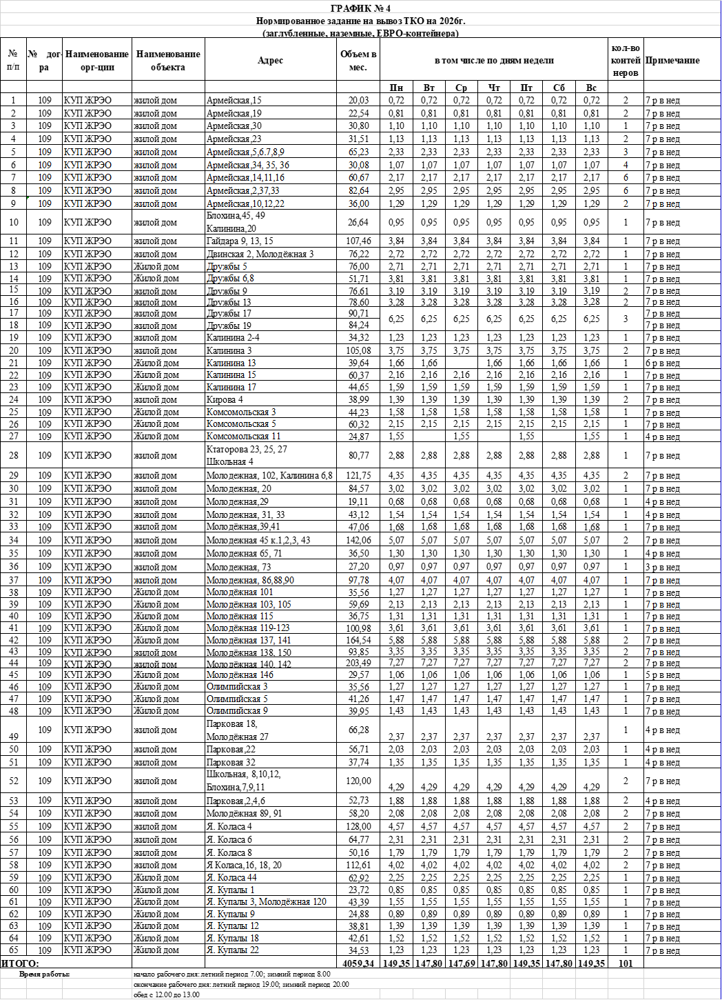 ГРАФИК № 4
Нормированное задание на вывоз ТКО на 2026г.
(заглубленные, наземные, ЕВРО-контейнера)
№ п/п № дог-ра Наименование орг-ции Наименование объекта Адрес Объем в мес. в том числе по дням недели кол-во контей неров Примечание
Пн Вт Ср Чт Пт Сб Вс
1 109 КУП ЖРЭО жилой дом Армейская,15 20,03 0,72 0,72 0,72 0,72 0,72 0,72 0,72 2 7 р в нед
2 109 КУП ЖРЭО жилой дом Армейская,19 22,54 0,81 0,81 0,81 0,81 0,81 0,81 0,81 2 7 р в нед
3 109 КУП ЖРЭО жилой дом Армейская,30 30,80 1,10 1,10 1,10 1,10 1,10 1,10 1,10 1 7 р в нед
4 109 КУП ЖРЭО жилой дом Армейская,23 31,51 1,13 1,13 1,13 1,13 1,13 1,13 1,13 2 7 р в нед
5 109 КУП ЖРЭО жилой дом Армейская,5,6.7,8,9 65,23 2,33 2,33 2,33 2,33 2,33 2,33 2,33 3 7 р в нед
6 109 КУП ЖРЭО жилой дом Армейская,34, 35, 36 30,08 1,07 1,07 1,07 1,07 1,07 1,07 1,07 4 7 р в нед
7 109 КУП ЖРЭО жилой дом Армейская,14,11,16 60,67 2,17 2,17 2,17 2,17 2,17 2,17 2,17 6 7 р в нед
8 109 КУП ЖРЭО жилой дом Армейская,2,37,33 82,64 2,95 2,95 2,95 2,95 2,95 2,95 2,95 6 7 р в нед
9 109 КУП ЖРЭО жилой дом Армейская,10,12,22 36,00 1,29 1,29 1,29 1,29 1,29 1,29 1,29 2 7 р в нед
10 109 КУП ЖРЭО жилой дом Блохина,45, 49 Калинина,20 26,64 0,95 0,95 0,95 0,95 0,95 0,95 0,95 1 7 р в нед
11 109 КУП ЖРЭО жилой дом Гайдара 9, 13, 15 107,46 3,84 3,84 3,84 3,84 3,84 3,84 3,84 1 7 р в нед
12 109 КУП ЖРЭО жилой дом Двинская 2, Молодёжная 3 76,22 2,72 2,72 2,72 2,72 2,72 2,72 2,72 1 7 р в нед
13 109 КУП ЖРЭО Жилой дом Дружбы 5 76,00 2,71 2,71 2,71 2,71 2,71 2,71 2,71 1 7 р в нед
14 109 КУП ЖРЭО Жилой дом Дружбы 6,8 51,71 3,81 3,81 3,81 3,81 3,81 3,81 3,81 1 7 р в нед
15 109 КУП ЖРЭО жилой дом Дружбы 9 76,61 3,19 3,19 3,19 3,19 3,19 3,19 3,19 2 7 р в нед
16 109 КУП ЖРЭО жилой дом Дружбы 13 78,60 3,28 3,28 3,28 3,28 3,28 3,28 3,28 2 7 р в нед
17 109 КУП ЖРЭО жилой дом Дружбы 17 90,71 6,25 6,25 6,25 6,25 6,25 6,25 6,25 3 7 р в нед
18 109 КУП ЖРЭО жилой дом Дружбы 19 84,24 7 р в нед
19 109 КУП ЖРЭО жилой дом Калинина 2-4 34,32 1,23 1,23 1,23 1,23 1,23 1,23 1,23 1 7 р в нед
20 109 КУП ЖРЭО жилой дом Калинина 3 105,08 3,75 3,75 3,75 3,75 3,75 3,75 3,75 2 7 р в нед
21 109 КУП ЖРЭО Жилой дом Калинина 13 39,64 1,66 1,66 1,66 1,66 1,66 1,66 1 6 р в нед
22 109 КУП ЖРЭО Жилой дом Калинина 15 60,37 2,16 2,16 2,16 2,16 2,16 2,16 2,16 1 7 р в нед
23 109 КУП ЖРЭО Жилой дом Калинина 17 44,65 1,59 1,59 1,59 1,59 1,59 1,59 1,59 1 7 р в нед
24 109 КУП ЖРЭО жилой дом Кирова 4 38,99 1,39 1,39 1,39 1,39 1,39 1,39 1,39 2 7 р в нед
25 109 КУП ЖРЭО Жилой дом Комсомольская 3 44,23 1,58 1,58 1,58 1,58 1,58 1,58 1,58 1 7 р в нед
26 109 КУП ЖРЭО Жилой дом Комсомольская 5 60,32 2,15 2,15 2,15 2,15 2,15 2,15 2,15 1 7 р в нед
27 109 КУП ЖРЭО Жилой дом Комсомольская 11 24,87 1,55 1,55 1,55 1,55 1 4 р в нед
28 109 КУП ЖРЭО жилой дом Ктаторова 23, 25, 27 Школьная 4 80,77 2,88 2,88 2,88 2,88 2,88 2,88 2,88 1 7 р в нед
29 109 КУП ЖРЭО жилой дом Молодежная, 102, Калинина 6,8 121,75 4,35 4,35 4,35 4,35 4,35 4,35 4,35 2 7 р в нед
30 109 КУП ЖРЭО жилой дом Молодежная, 20 84,57 3,02 3,02 3,02 3,02 3,02 3,02 3,02 1 7 р в нед
31 109 КУП ЖРЭО жилой дом Молодежная,29 19,11 0,68 0,68 0,68 0,68 0,68 0,68 0,68 1 4 р в нед
32 109 КУП ЖРЭО жилой дом Молодежная, 31, 33 43,12 1,54 1,54 1,54 1,54 1,54 1,54 1,54 1 4 р в нед
33 109 КУП ЖРЭО жилой дом Молодёжная,39,41 47,06 1,68 1,68 1,68 1,68 1,68 1,68 1,68 1 7 р в нед
34 109 КУП ЖРЭО жилой дом Молодежная 45 к.1,2,3, 43 142,06 5,07 5,07 5,07 5,07 5,07 5,07 5,07 2 7 р в нед
35 109 КУП ЖРЭО жилой дом Молодежная 65, 71 36,50 1,30 1,30 1,30 1,30 1,30 1,30 1,30 1 4 р в нед
36 109 КУП ЖРЭО жилой дом Молодежная, 73 27,20 0,97 0,97 0,97 0,97 0,97 0,97 0,97 1 3 р в нед
37 109 КУП ЖРЭО жилой дом Молодежная, 86,88,90 97,78 4,07 4,07 4,07 4,07 4,07 4,07 4,07 1 7 р в нед
38 109 КУП ЖРЭО Жилой дом Молодёжная 101 35,56 1,27 1,27 1,27 1,27 1,27 1,27 1,27 1 7 р в нед
39 109 КУП ЖРЭО Жилой дом Молодёжная 103, 105 59,69 2,13 2,13 2,13 2,13 2,13 2,13 2,13 1 7 р в нед
40 109 КУП ЖРЭО Жилой дом Молодёжная 115 36,75 1,31 1,31 1,31 1,31 1,31 1,31 1,31 1 7 р в нед
41 109 КУП ЖРЭО Жилой дом Молодёжная 119-123 100,98 3,61 3,61 3,61 3,61 3,61 3,61 3,61 1 7 р в нед
42 109 КУП ЖРЭО Жилой дом Молодёжная 137, 141 164,54 5,88 5,88 5,88 5,88 5,88 5,88 5,88 2 7 р в нед
43 109 КУП ЖРЭО жилой дом Молодёжная 138, 150 93,85 3,35 3,35 3,35 3,35 3,35 3,35 3,35 2 7 р в нед
44 109 КУП ЖРЭО жилой дом Молодёжная 140, 142 203,49 7,27 7,27 7,27 7,27 7,27 7,27 7,27 2 7 р в нед
45 109 КУП ЖРЭО Жилой дом Молодёжная 146 29,57 1,06 1,06 1,06 1,06 1,06 1,06 1,06 1 5 р в нед
46 109 КУП ЖРЭО Жилой дом Олимпийская 3 35,56 1,27 1,27 1,27 1,27 1,27 1,27 1,27 1 7 р в нед
47 109 КУП ЖРЭО Жилой дом Олимпийская 5 41,26 1,47 1,47 1,47 1,47 1,47 1,47 1,47 1 7 р в нед
48 109 КУП ЖРЭО Жилой дом Олимпийская 9 39,95 1,43 1,43 1,43 1,43 1,43 1,43 1,43 1 7 р в нед
49 109 КУП ЖРЭО жилой дом Парковая 18, Молодёжная 27 66,28 2,37 2,37 2,37 2,37 2,37 2,37 2,37 1 4 р в нед
50 109 КУП ЖРЭО жилой дом Парковая,22 56,71 2,03 2,03 2,03 2,03 2,03 2,03 2,03 1 4 р в нед
51 109 КУП ЖРЭО жилой дом Парковая 32 37,74 1,35 1,35 1,35 1,35 1,35 1,35 1,35 1 4 р в нед
52 109 КУП ЖРЭО жилой дом Школьная, 8,10,12, Блохина,7,9,11 120,00 4,29 4,29 4,29 4,29 4,29 4,29 4,29 2 7 р в нед
53 109 КУП ЖРЭО жилой дом Парковая,2,4,6 52,73 1,88 1,88 1,88 1,88 1,88 1,88 1,88 2 4 р в нед
54 109 КУП ЖРЭО жилой дом Молодёжная 89, 91 58,20 2,08 2,08 2,08 2,08 2,08 2,08 2,08 2 7 р в нед
55 109 КУП ЖРЭО жилой дом Я. Коласа 4 128,00 4,57 4,57 4,57 4,57 4,57 4,57 4,57 2 7 р в нед
56 109 КУП ЖРЭО жилой дом Я. Коласа 6 64,77 2,31 2,31 2,31 2,31 2,31 2,31 2,31 2 7 р в нед
57 109 КУП ЖРЭО жилой дом Я. Коласа 8 50,16 1,79 1,79 1,79 1,79 1,79 1,79 1,79 2 7 р в нед
58 109 КУП ЖРЭО жилой дом Я Коласа,16, 18, 20 112,61 4,02 4,02 4,02 4,02 4,02 4,02 4,02 2 7 р в нед
59 109 КУП ЖРЭО Жилой дом Я. Коласа 44 62,92 2,25 2,25 2,25 2,25 2,25 2,25 2,25 1 7 р в нед
60 109 КУП ЖРЭО Жилой дом Я. Купалы 1 23,72 0,85 0,85 0,85 0,85 0,85 0,85 0,85 1 7 р в нед
61 109 КУП ЖРЭО Жилой дом Я. Купалы 3, Молодёжная 120 43,39 1,55 1,55 1,55 1,55 1,55 1,55 1,55 1 7 р в нед
62 109 КУП ЖРЭО Жилой дом Я. Купалы 9 24,88 0,89 0,89 0,89 0,89 0,89 0,89 0,89 1 7 р в нед
63 109 КУП ЖРЭО Жилой дом Я. Купалы 12 38,81 1,39 1,39 1,39 1,39 1,39 1,39 1,39 1 7 р в нед
64 109 КУП ЖРЭО Жилой дом Я. Купалы 18 42,61 1,52 1,52 1,52 1,52 1,52 1,52 1,52 1 7 р в нед
65 109 КУП ЖРЭО Жилой дом Я. Купалы 22 34,53 1,23 1,23 1,23 1,23 1,23 1,23 1,23 1 7 р в нед
ИТОГО: 4059,34 149,35 147,80 147,69 147,80 149,35 147,80 149,35 101
Время работы: начало рабочего дня: летний период 7.00; зимний период 8.00
окончание рабочего дня: летний период 19.00; зимний период 20.00
обед с 12.00 до 13.00